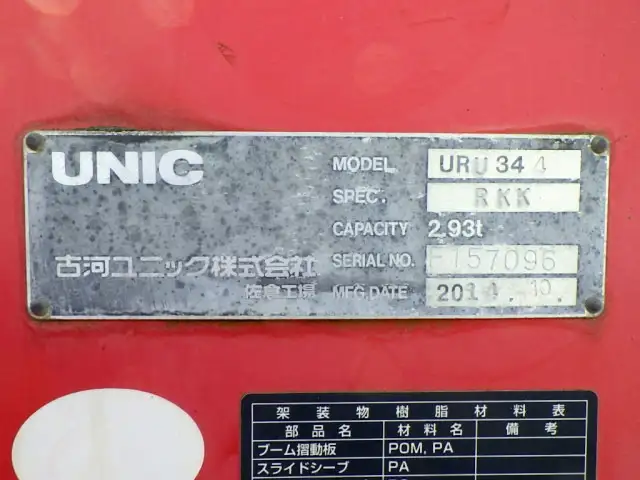 UNIC
MODEL URU344
SPEC. RKK
CAPACITY 2.93t
古河ユニック株式会社
SERIAL NO. F157096
佐倉工場
MFG.DATE 2014.10.
架装物樹脂材料表
部品名 材料名 備考
ブーム摺動板 POM, PA
スライドシーブ PA